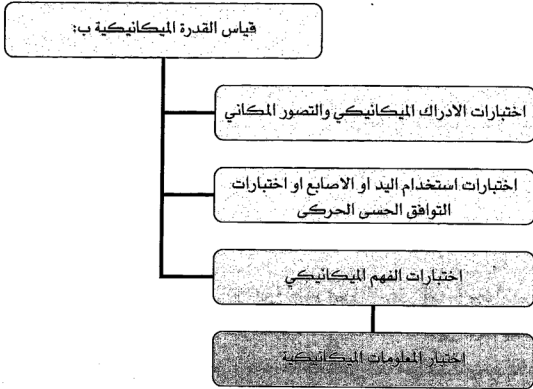 قياس القدرة الميكانيكية ب:
اختبارات الادراك الميكانيكي والتصور المكاني
اختبارات استخدام اليد او الاصابع او اختبارات
التوافق الحسى الحركى
اختبارات الفهم الميكانيكي
اختبار المعلومات الميكانيكية